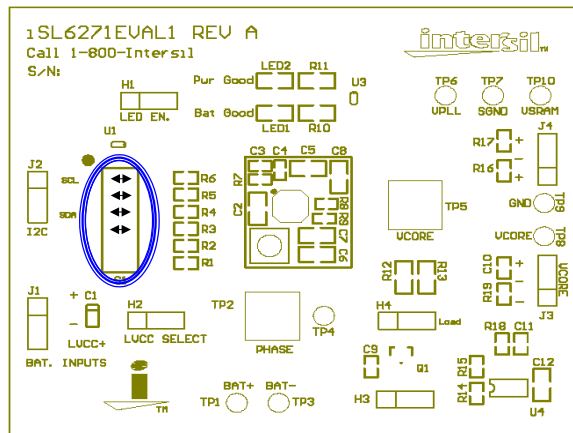 iSL6271EVAL1 REV A
Call 1-800-Intersil
S/N:
intersil™
LED2 R11
Pwr Good
U3
H1
LED EN.
Bat Good
LED1 R10
TP6 TP7 TP10
VPLL SGND VSRAM
U1
R17 + J4
R16 -
J2
SCL
SDA
I2C
R6
R5
R4
R3
R2
R1
C3 C4 C5 C8
R7
C2
R8
R9
C7
C6
TP5
VCORE
GND TP9
VCORE TP8
J1
+ C1
-
LVCC+
BAT. INPUTS
H2
LVCC SELECT
TP2
PHASE
TP4
R12 R13
C10 +
R19 -
VCORE
J3
H4
Load
R18 C11
C9
Q1
R15
R14
C12
U4
H3
TM
BAT+ BAT-
TP1 TP3